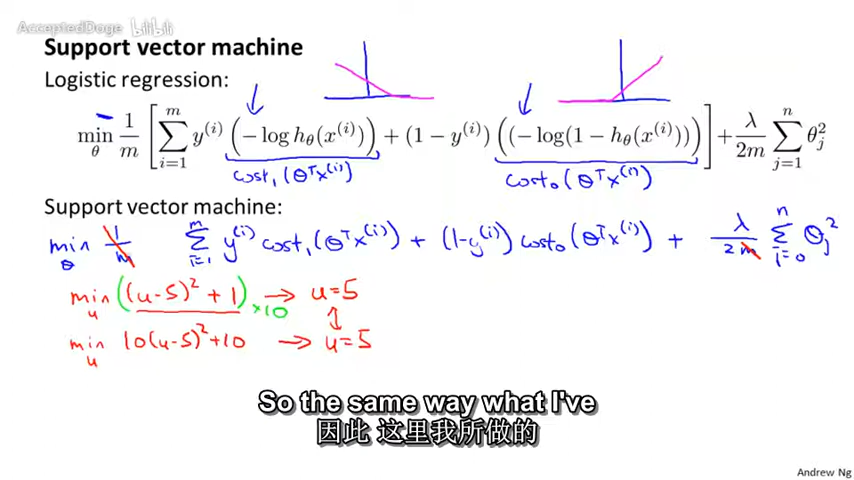 AcceptedDoge bilibili
Support vector machine
Logistic regression:
min_θ 1/m [ ∑_{i=1}^{m} y^{(i)} (− log h_θ(x^{(i)})) + (1 − y^{(i)}) ((− log(1 − h_θ(x^{(i)}))) ] + λ/2m ∑_{j=1}^{n} θ_j^2
cost₁(θᵀx^{(i)}) cost₀(θᵀx^{(i)})
Support vector machine:
min_θ 1/m ∑_{i=1}^{m} y^{(i)} cost₁(θᵀx^{(i)}) + (1−y^{(i)}) cost₀(θᵀx^{(i)}) + λ/2m ∑_{i=0}^{n} θ_j^2
min_u ((u−5)² + 1) ×10 → u=5
↕
min_u 10(u−5)²+10 → u=5
So the same way what I've
因此 这里我所做的
Andrew Ng